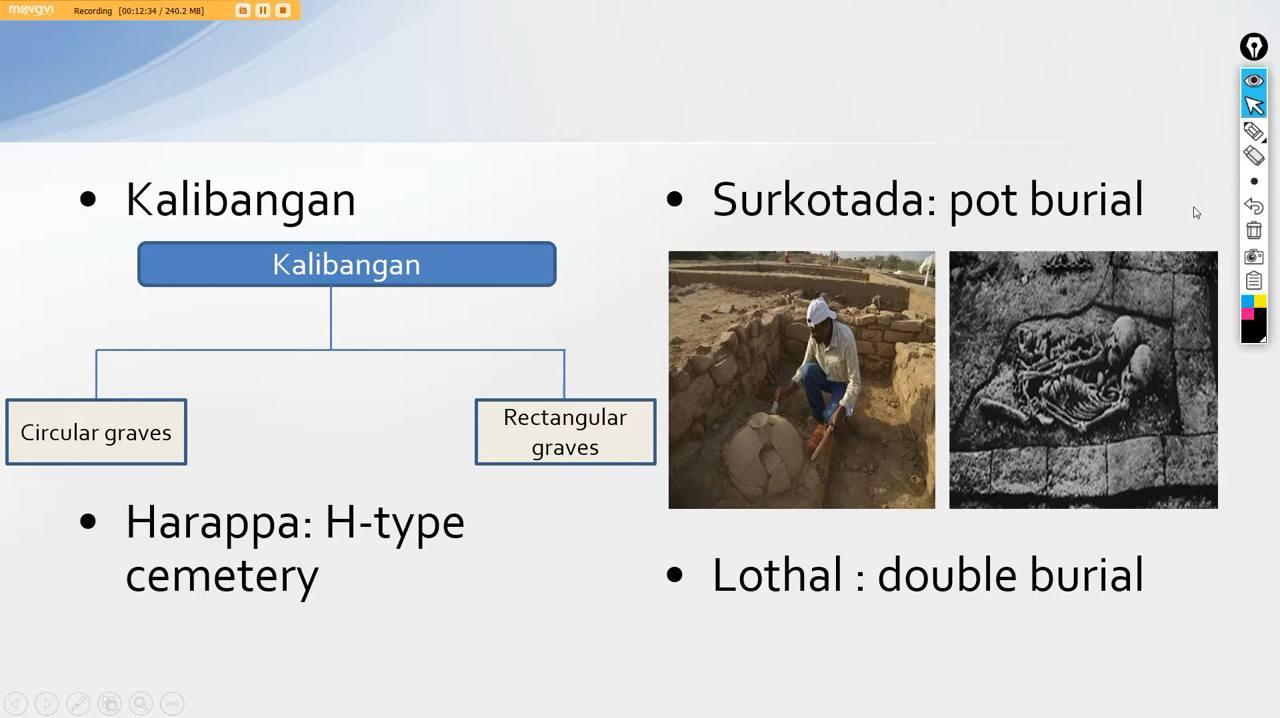 movavi
Recording [00:12:34 / 240.2 MB]
• Kalibangan
Kalibangan
Circular graves
Rectangular
graves
• Harappa: H-type
cemetery
• Surkotada: pot burial
• Lothal : double burial